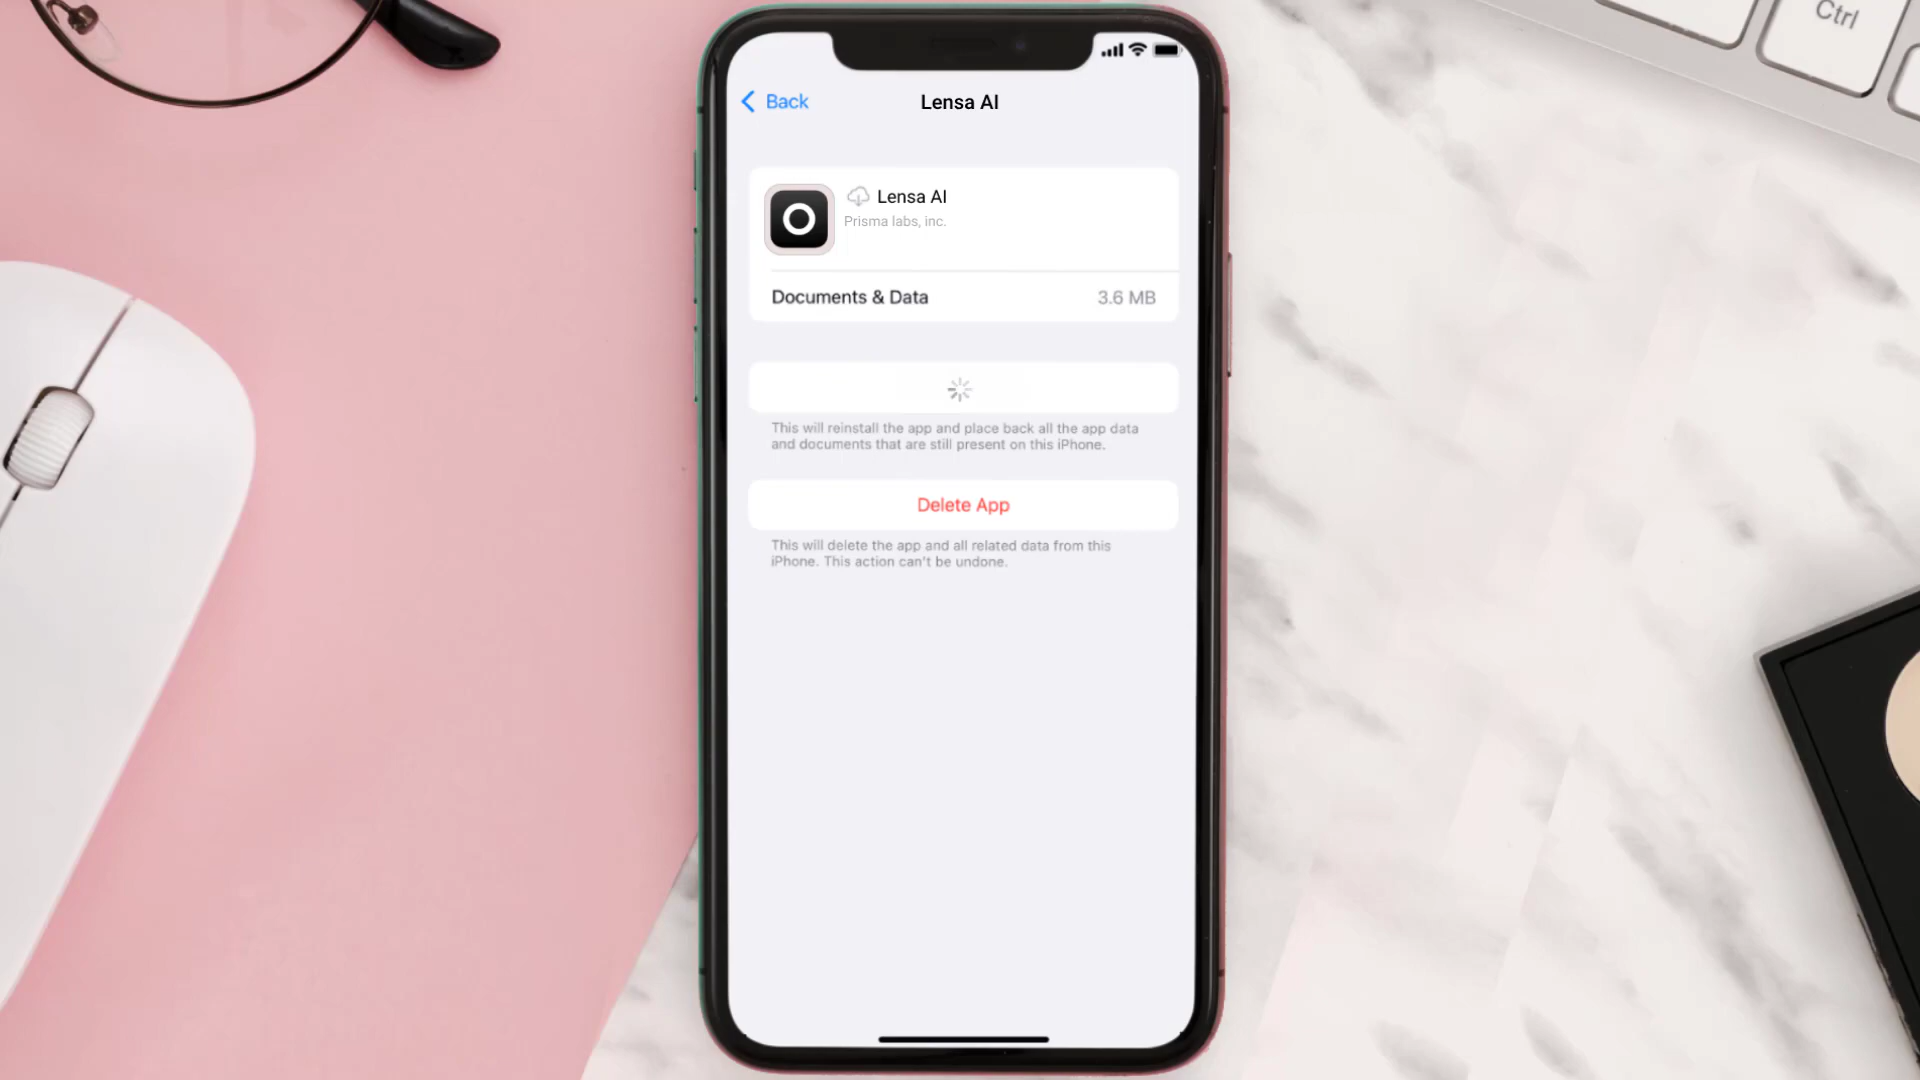 Ctrl
Back
Lensa AI
Lensa AI
Prisma labs, inc.
Documents & Data
3.6 MB
This will reinstall the app and place back all the app data
and documents that are still present on this iPhone.
Delete App
This will delete the app and all related data from this
iPhone. This action can't be undone.